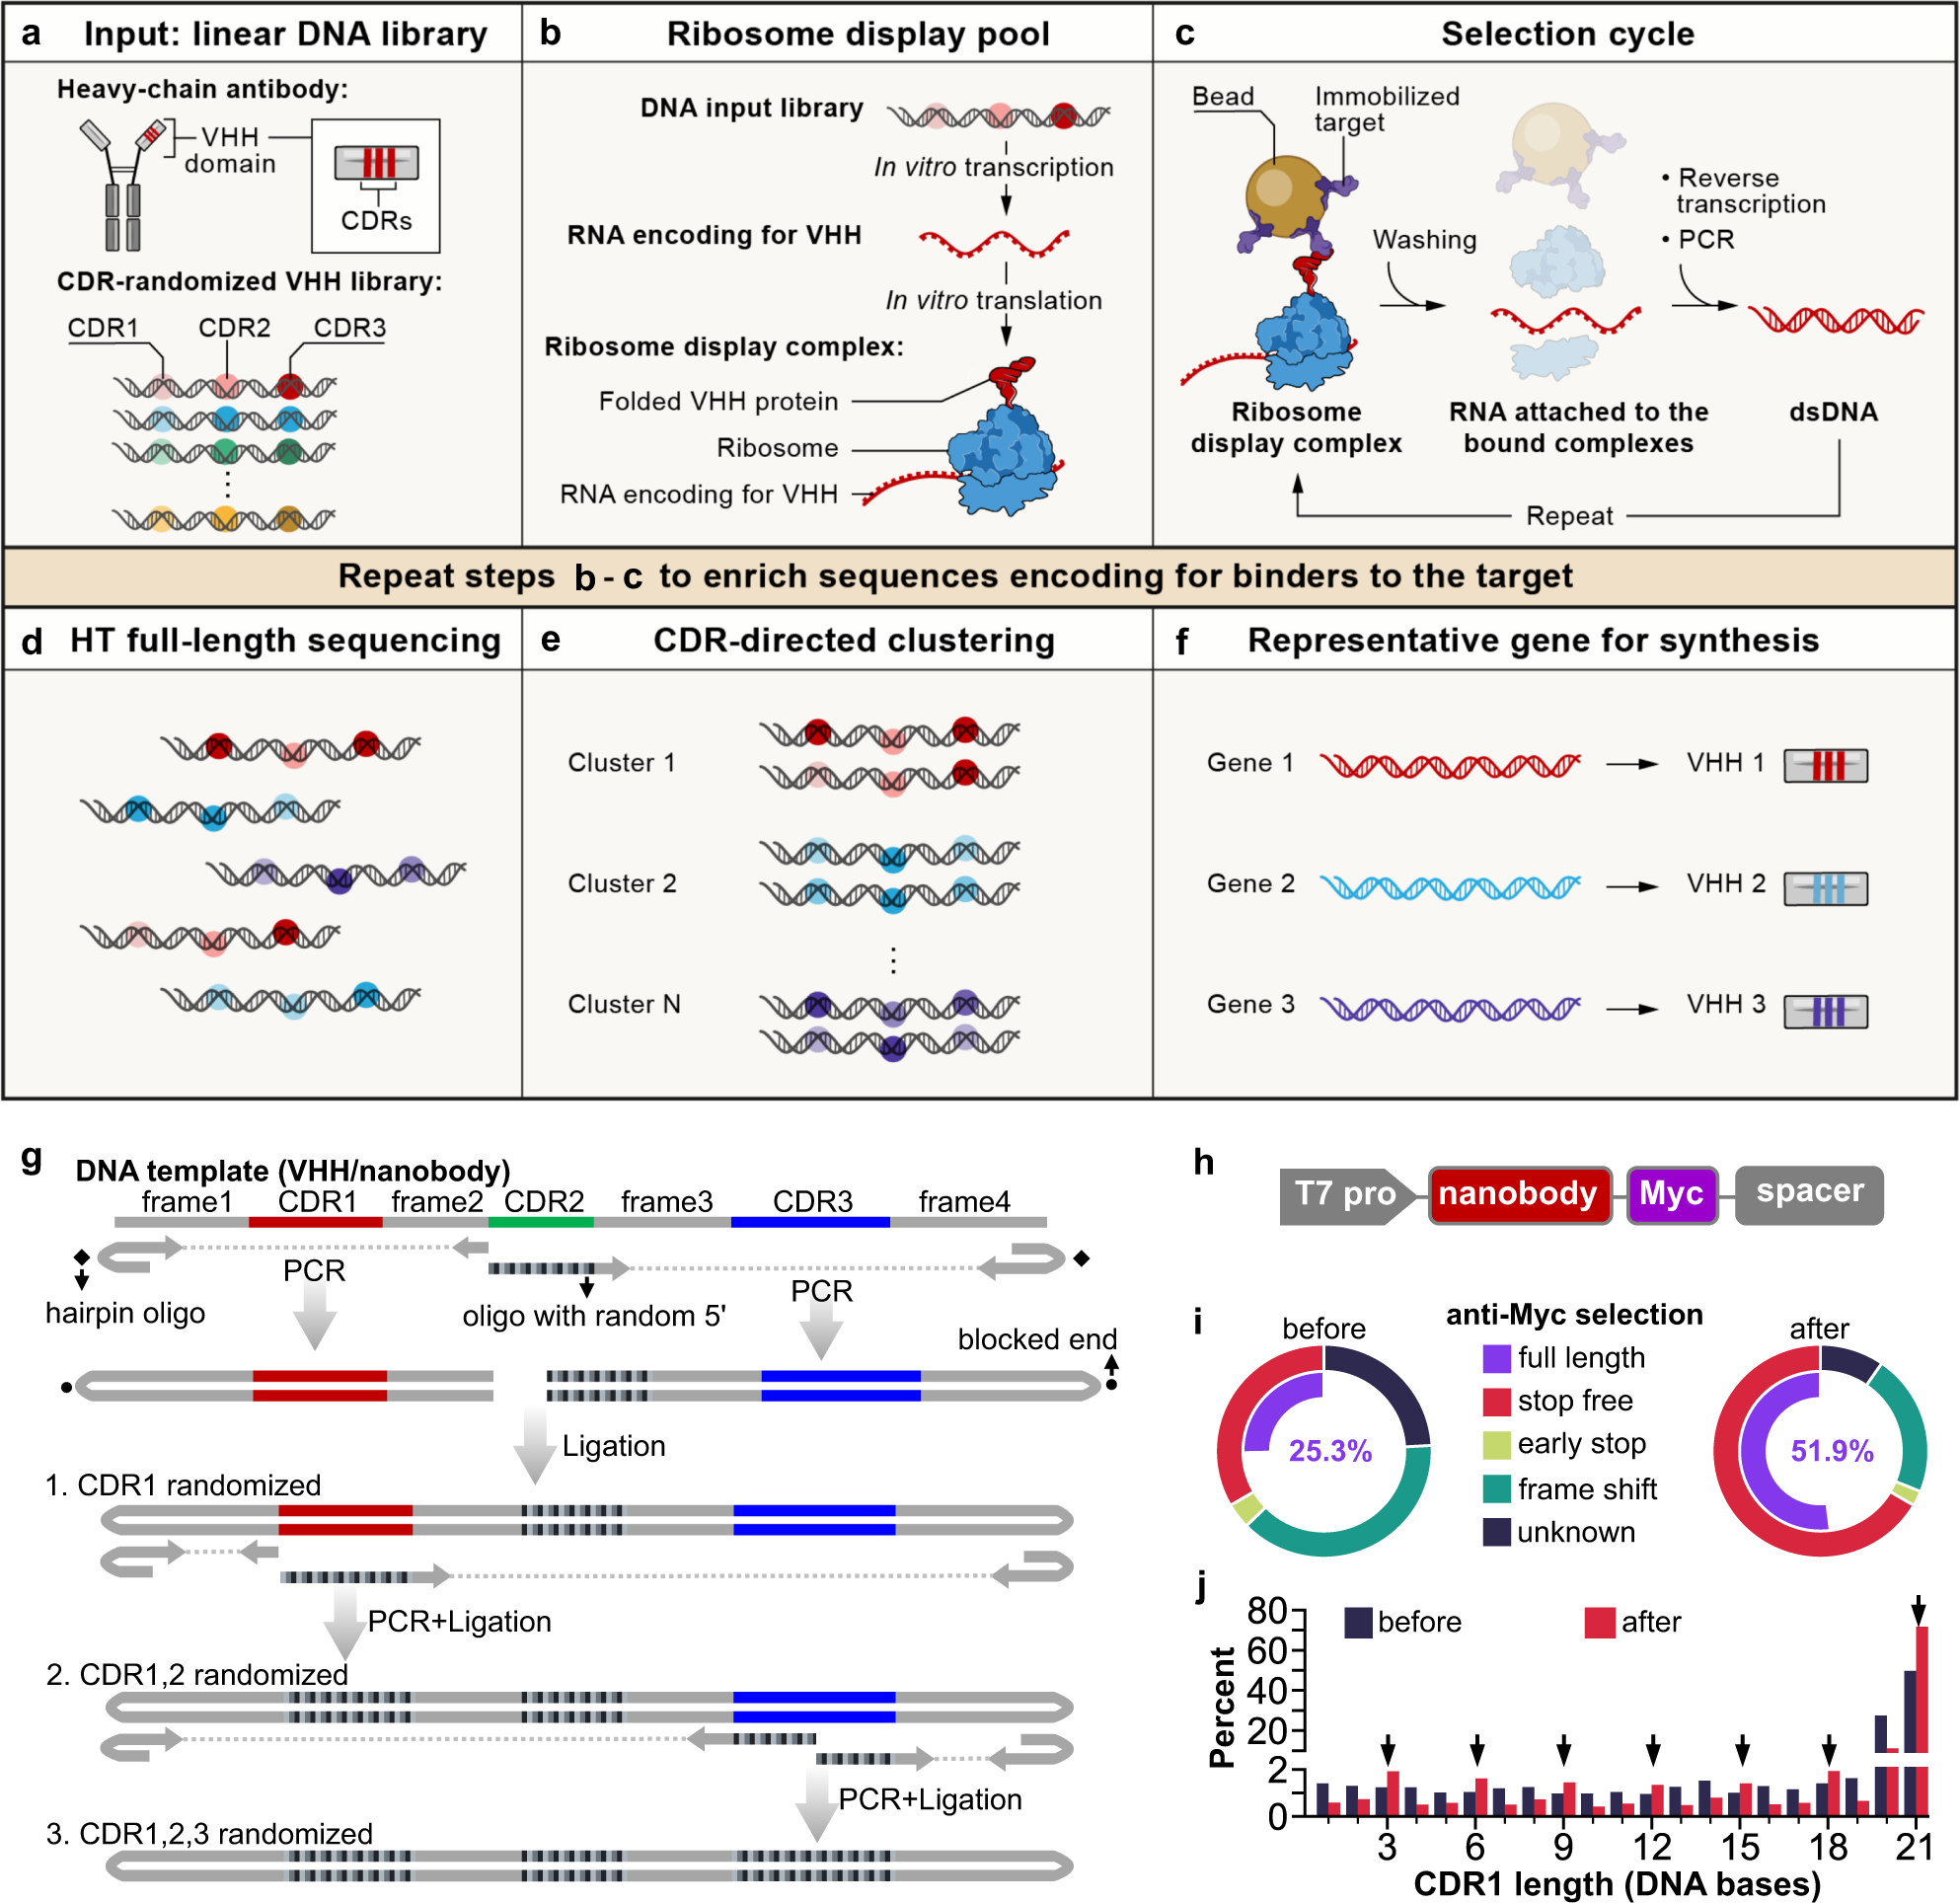 a Input: linear DNA library
Heavy-chain antibody:
VHH
domain
CDRs
CDR-randomized VHH library:
CDR1 CDR2 CDR3
b Ribosome display pool
DNA input library
In vitro transcription
RNA encoding for VHH
In vitro translation
Ribosome display complex:
Folded VHH protein
Ribosome
RNA encoding for VHH
c Selection cycle
Bead
Immobilized
target
Washing
• Reverse
transcription
• PCR
Ribosome
display complex
RNA attached to the
bound complexes
dsDNA
Repeat
Repeat steps b - c to enrich sequences encoding for binders to the target
d HT full-length sequencing
e CDR-directed clustering
Cluster 1
Cluster 2
⋮
Cluster N
f Representative gene for synthesis
Gene 1 VHH 1
Gene 2 VHH 2
Gene 3 VHH 3
g
DNA template (VHH/nanobody)
frame1 CDR1 frame2 CDR2 frame3 CDR3 frame4
PCR
PCR
hairpin oligo
oligo with random 5'
blocked end
Ligation
1. CDR1 randomized
PCR+Ligation
2. CDR1,2 randomized
PCR+Ligation
3. CDR1,2,3 randomized
h
T7 pro nanobody Myc spacer
i
anti-Myc selection
before
after
25.3%
51.9%
full length
stop free
early stop
frame shift
unknown
j
before after
Percent
80
60
40
20
2
0
3 6 9 12 15 18 21
CDR1 length (DNA bases)